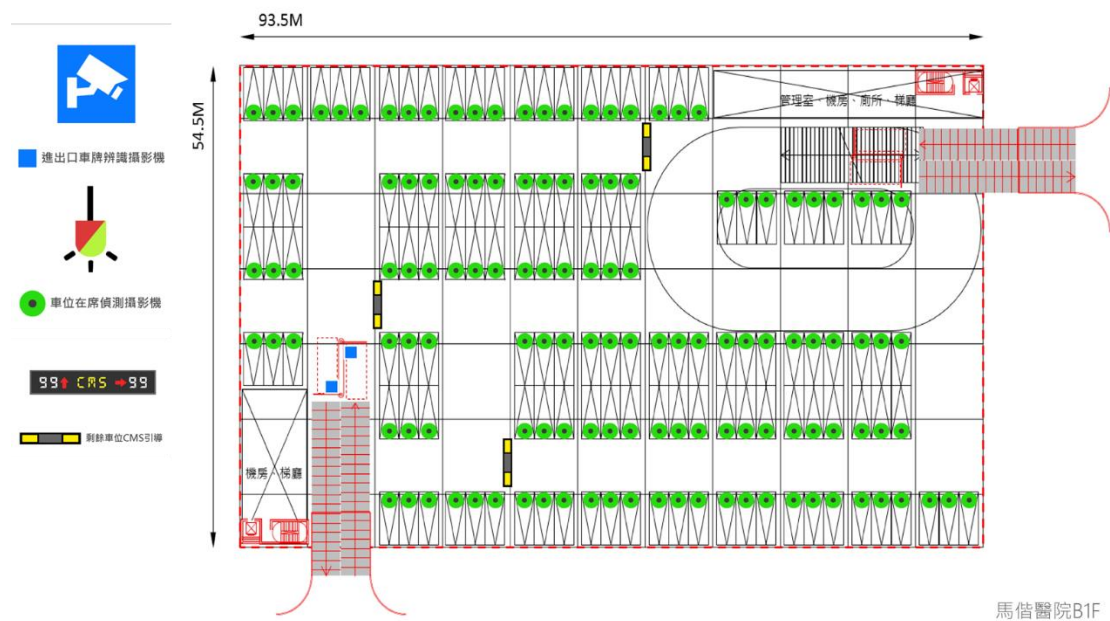 93.5M
54.5M
進出口車牌辨識攝影機
車位在席偵測攝影機
99↑ CMS →99
剩餘車位CMS引導
管理室、機房、廁所、梯廳
機房、梯廳
馬偕醫院B1F